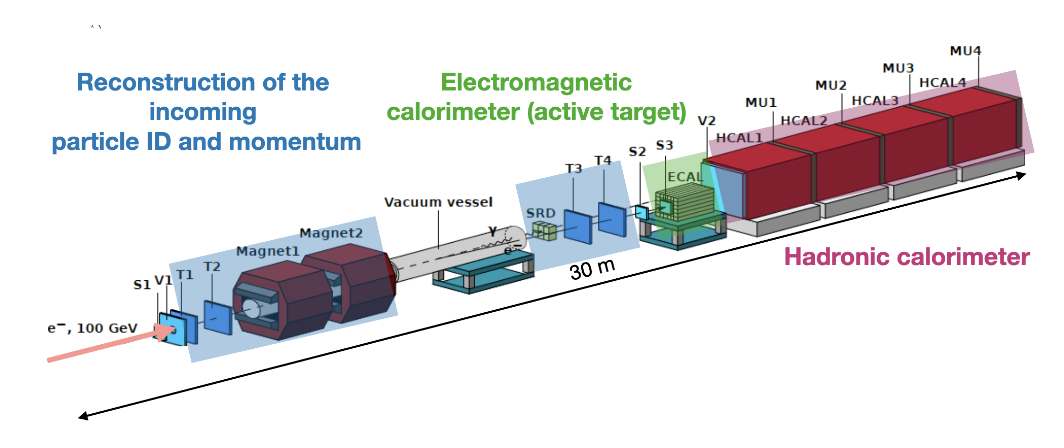 Reconstruction of the
incoming
particle ID and momentum
Electromagnetic
calorimeter (active target)
MU4
MU3
HCAL4
MU2
HCAL3
MU1
HCAL2
V2
HCAL1
S3
S2
ECAL
T4
T3
SRD
Vacuum vessel
γ
e⁻
Magnet2
Magnet1
T2
T1
V1
S1
e⁻, 100 GeV
30 m
Hadronic calorimeter